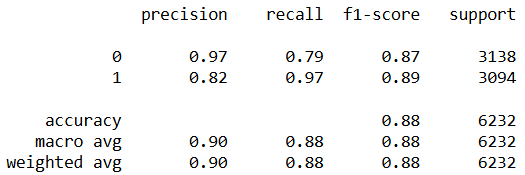 precision recall f1-score support
0 0.97 0.79 0.87 3138
1 0.82 0.97 0.89 3094
accuracy 0.88 6232
macro avg 0.90 0.88 0.88 6232
weighted avg 0.90 0.88 0.88 6232